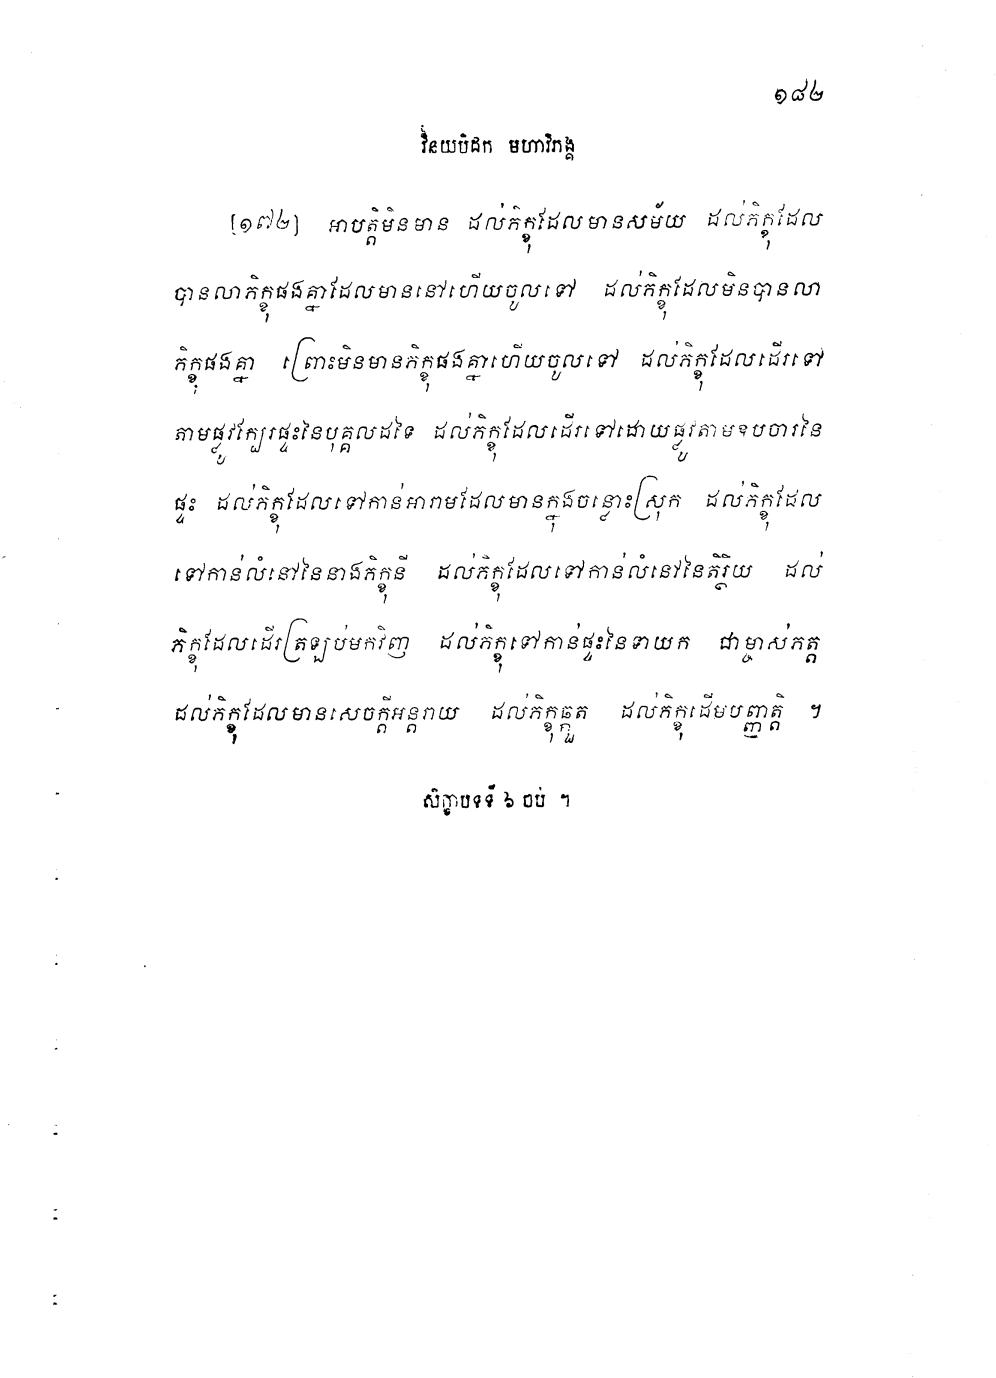 ១៨២
វិនយបិដក មហាវិភង្គ
[១៧២] អាបត្តិមិនមាន ដល់ភិក្ខុដែលមានសម័យ ដល់ភិក្ខុដែល
បានលាភិក្ខុផងគ្នាដែលមាននៅហើយចូលទៅ ដល់ភិក្ខុដែលមិនបានលា
ភិក្ខុផងគ្នា ព្រោះមិនមានភិក្ខុផងគ្នាហើយចូលទៅ ដល់ភិក្ខុដែលដើរទៅ
តាមផ្លូវក្បែរផ្ទះនៃបុគ្គលដទៃ ដល់ភិក្ខុដែលដើរទៅដោយផ្លូវតាមឧបចារនៃ
ផ្ទះ ដល់ភិក្ខុដែលទៅកាន់អារាមដែលមានក្នុងចន្លោះស្រុក ដល់ភិក្ខុដែល
ទៅកាន់លំនៅនៃនាងភិក្ខុនី ដល់ភិក្ខុដែលទៅកាន់លំនៅនៃតិរ្ថិយ ដល់
ភិក្ខុដែលដើរត្រឡប់មកវិញ ដល់ភិក្ខុទៅកាន់ផ្ទះនៃទាយក ជាម្ចាស់ភត្ត
ដល់ភិក្ខុដែលមានសេចក្តីអន្តរាយ ដល់ភិក្ខុឆ្កួត ដល់ភិក្ខុដើមបញ្ញត្តិ ។
សិក្ខាបទទី ៦ ចប់ ។